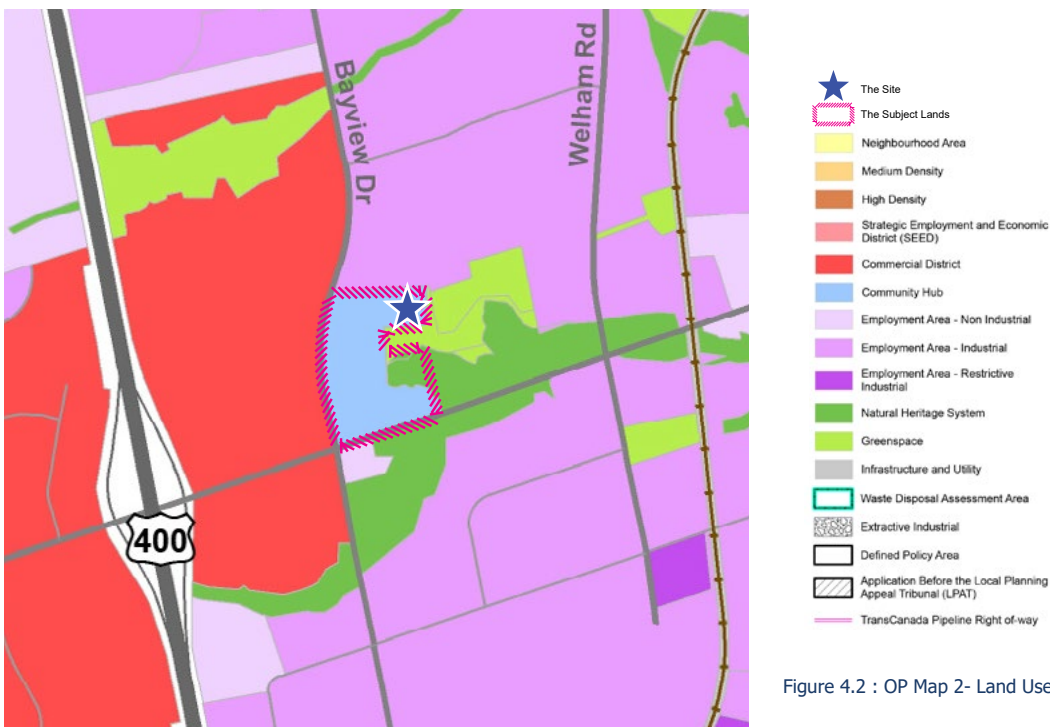 Bayview Dr
Welham Rd
400
The Site
The Subject Lands
Neighbourhood Area
Medium Density
High Density
Strategic Employment and Economic
District (SEED)
Commercial District
Community Hub
Employment Area - Non Industrial
Employment Area - Industrial
Employment Area - Restrictive
Industrial
Natural Heritage System
Greenspace
Infrastructure and Utility
Waste Disposal Assessment Area
Extractive Industrial
Defined Policy Area
Application Before the Local Planning
Appeal Tribunal (LPAT)
TransCanada Pipeline Right of-way
Figure 4.2 : OP Map 2- Land Use